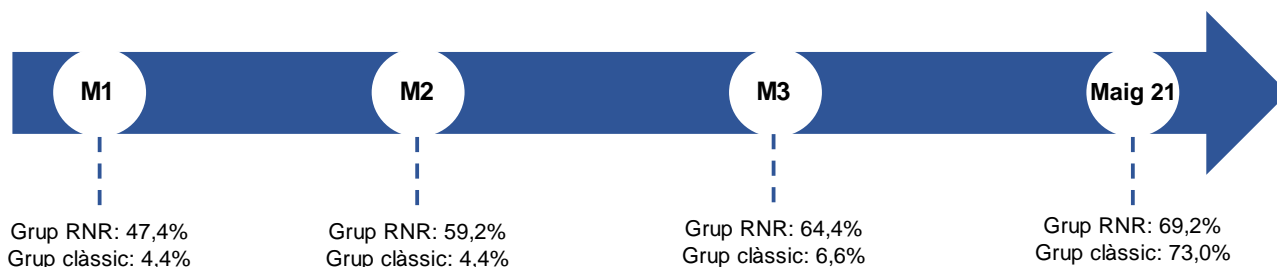 M1
M2
M3
Maig 21
Grup RNR: 47,4%
Grup clàssic: 4,4%
Grup RNR: 59,2%
Grup clàssic: 4,4%
Grup RNR: 64,4%
Grup clàssic: 6,6%
Grup RNR: 69,2%
Grup clàssic: 73,0%